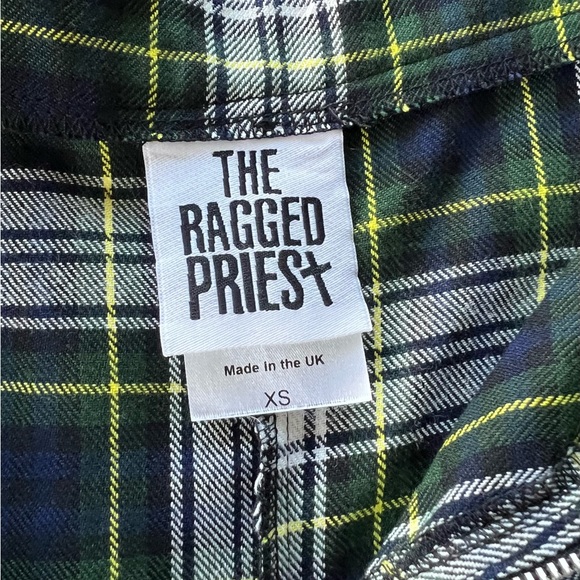 THE
RAGGED
PRIEST
Made in the UK
XS